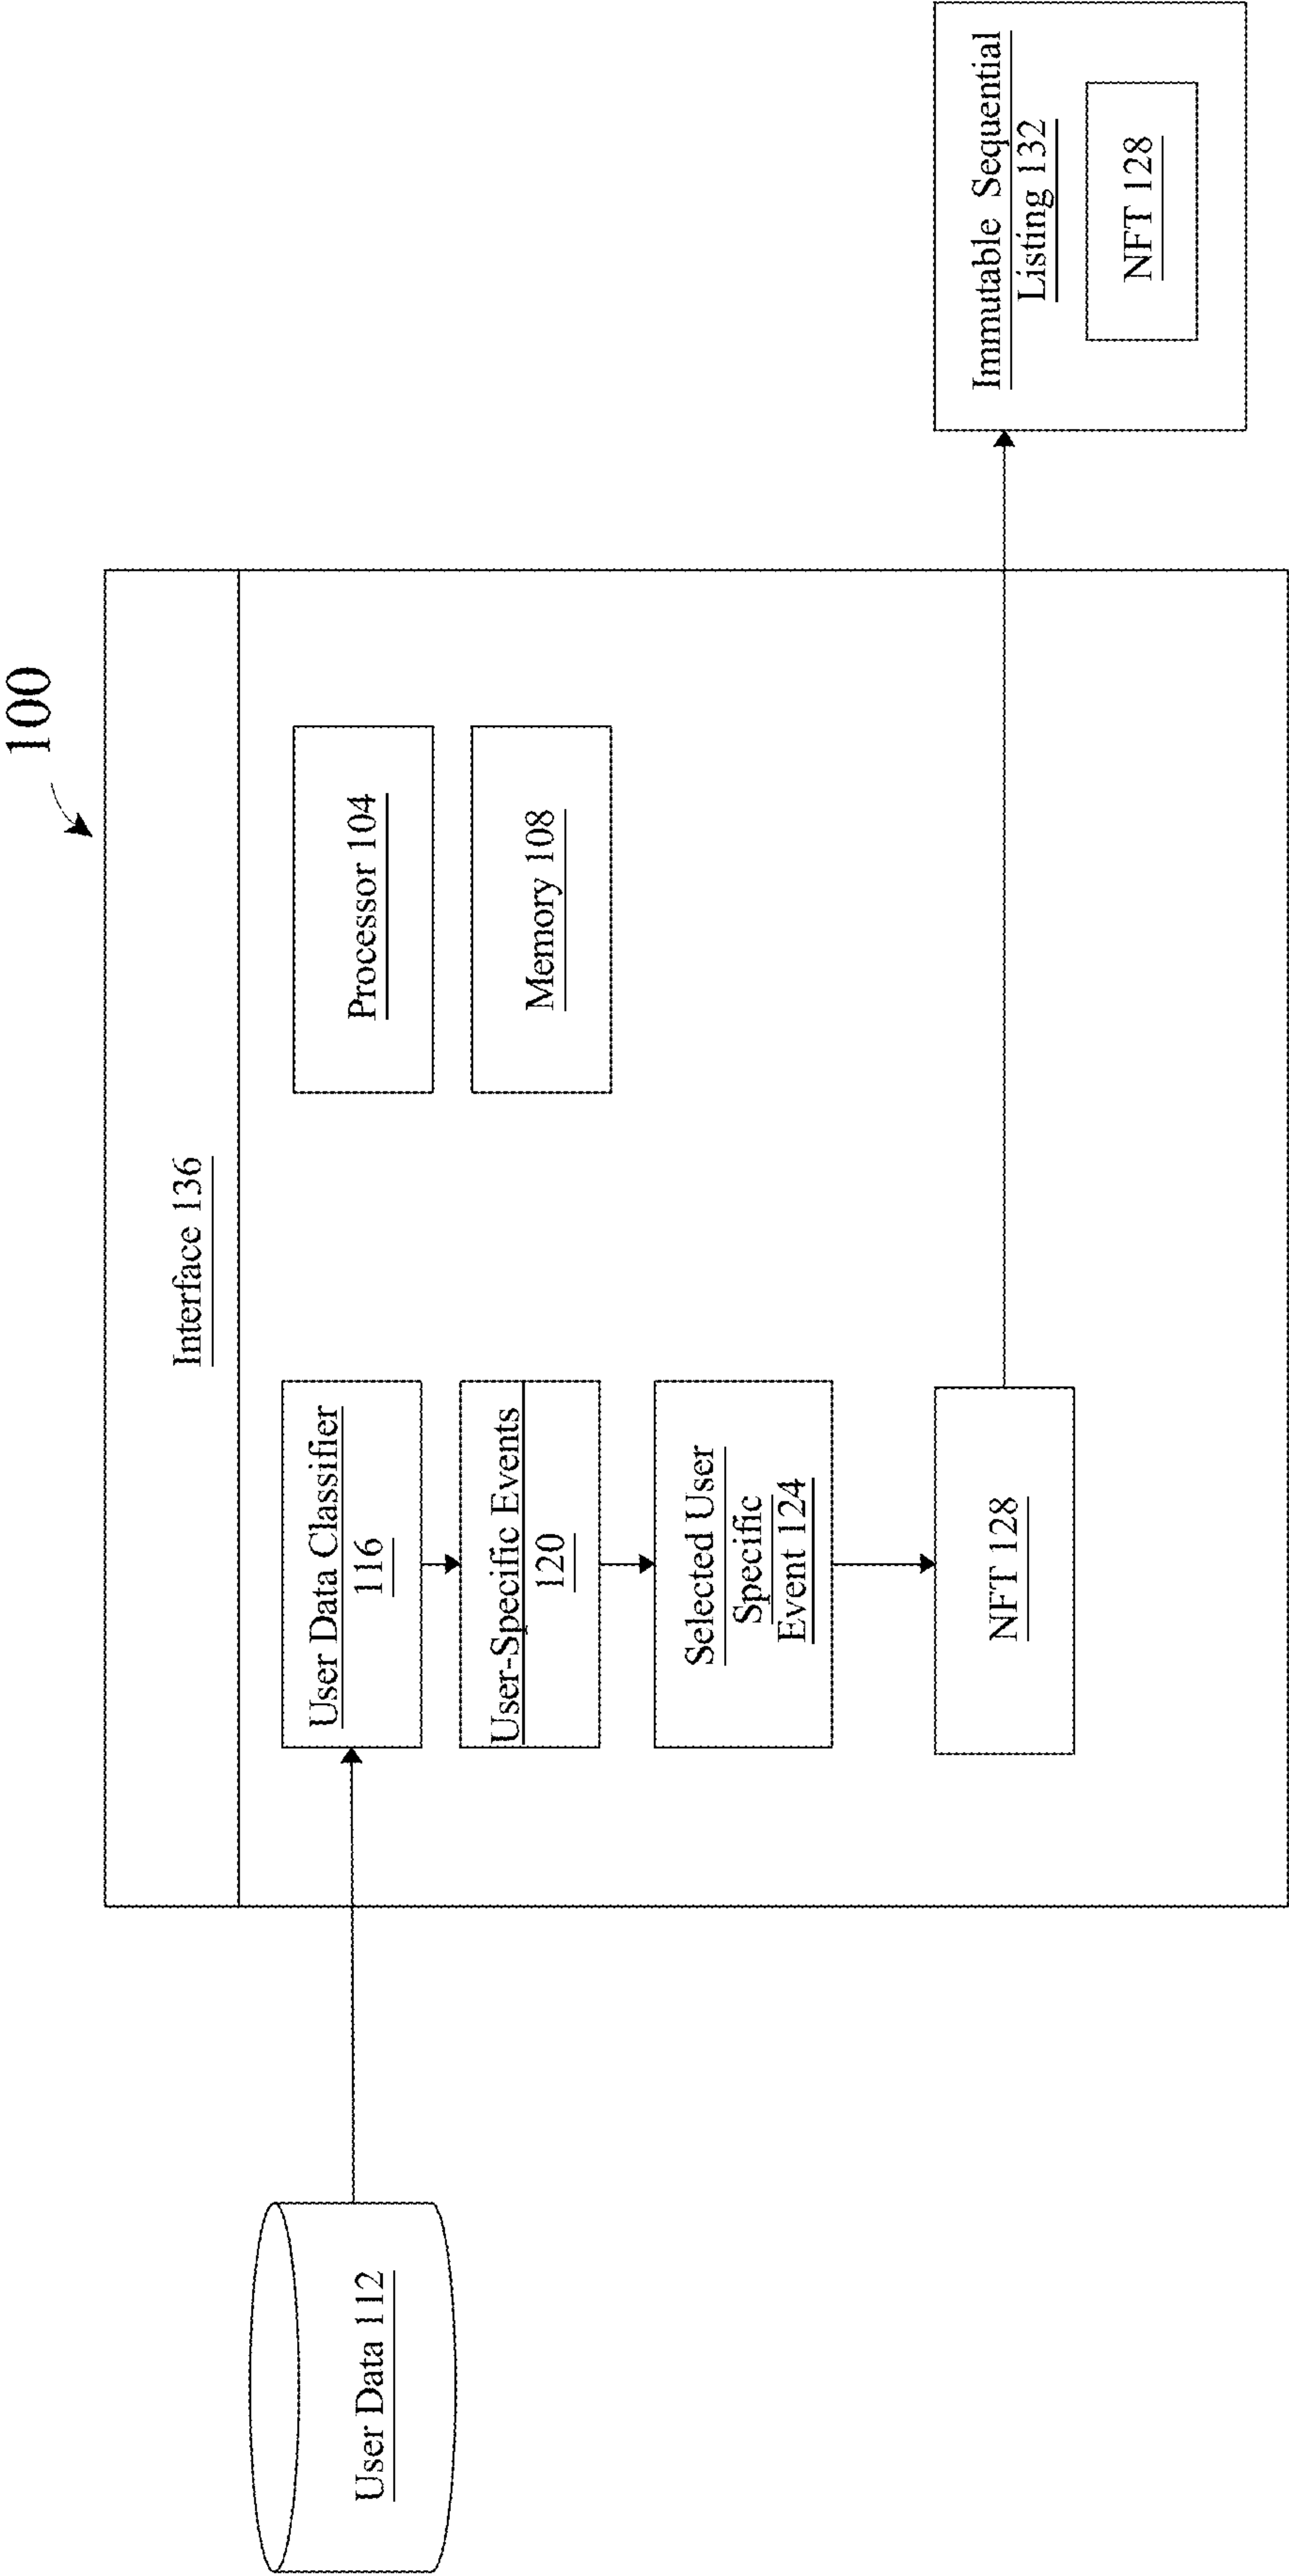 100
Interface 136
User Data 112
User Data Classifier
116
Processor 104
User-Specific Events
120
Memory 108
Selected User
Specific
Event 124
NFT 128
Immutable Sequential
Listing 132
NFT 128